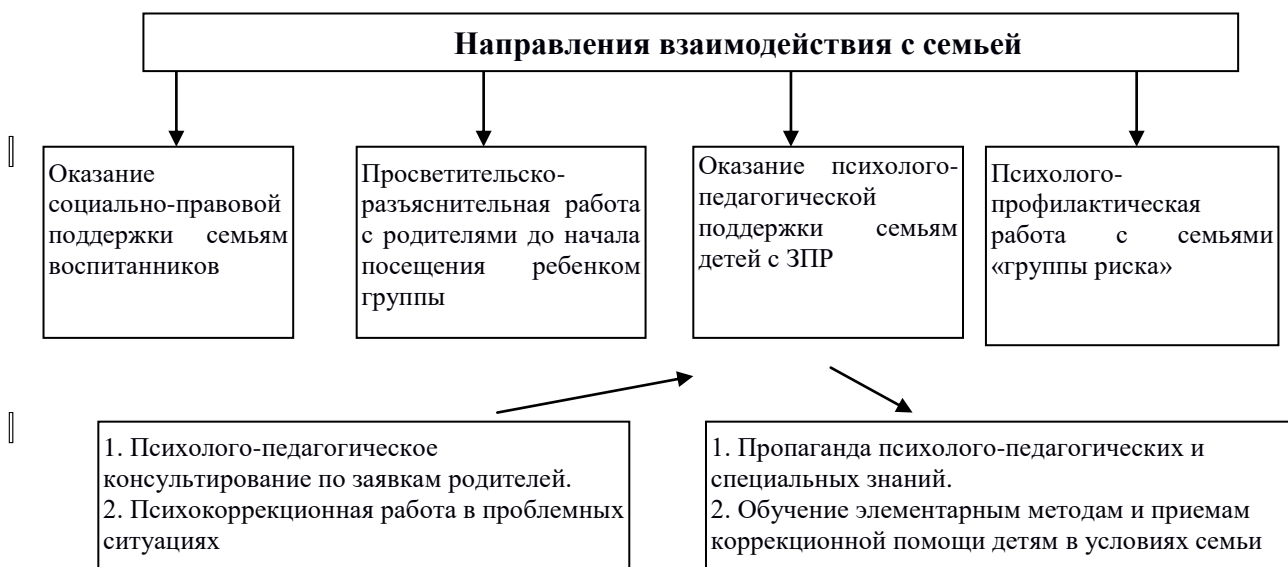 Направления взаимодействия с семьей
Оказание
социально-правовой
поддержки семьям
воспитанников
Просветительско-
разъяснительная работа
с родителями до начала
посещения ребенком
группы
Оказание психолого-
педагогической
поддержки семьям
детей с ЗПР
Психолого-
профилактическая
работа с семьями
«группы риска»
1. Психолого-педагогическое
консультирование по заявкам родителей.
2. Психокоррекционная работа в проблемных
ситуациях
1. Пропаганда психолого-педагогических и
специальных знаний.
2. Обучение элементарным методам и приемам
коррекционной помощи детям в условиях семьи